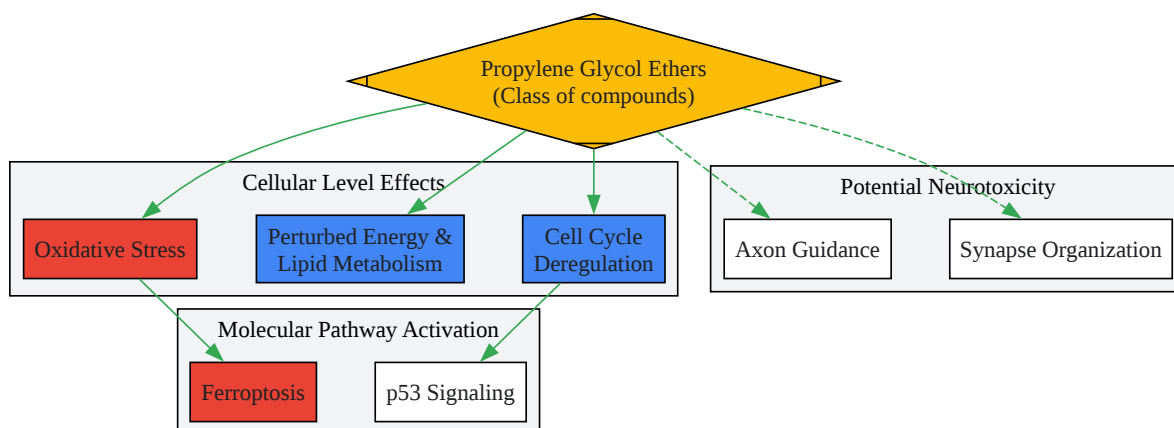 Propylene Glycol Ethers
(Class of compounds)
Cellular Level Effects
Potential Neurotoxicity
Oxidative Stress
Perturbed Energy &
Lipid Metabolism
Cell Cycle
Deregulation
Axon Guidance
Synapse Organization
Molecular Pathway Activation
Ferroptosis
p53 Signaling